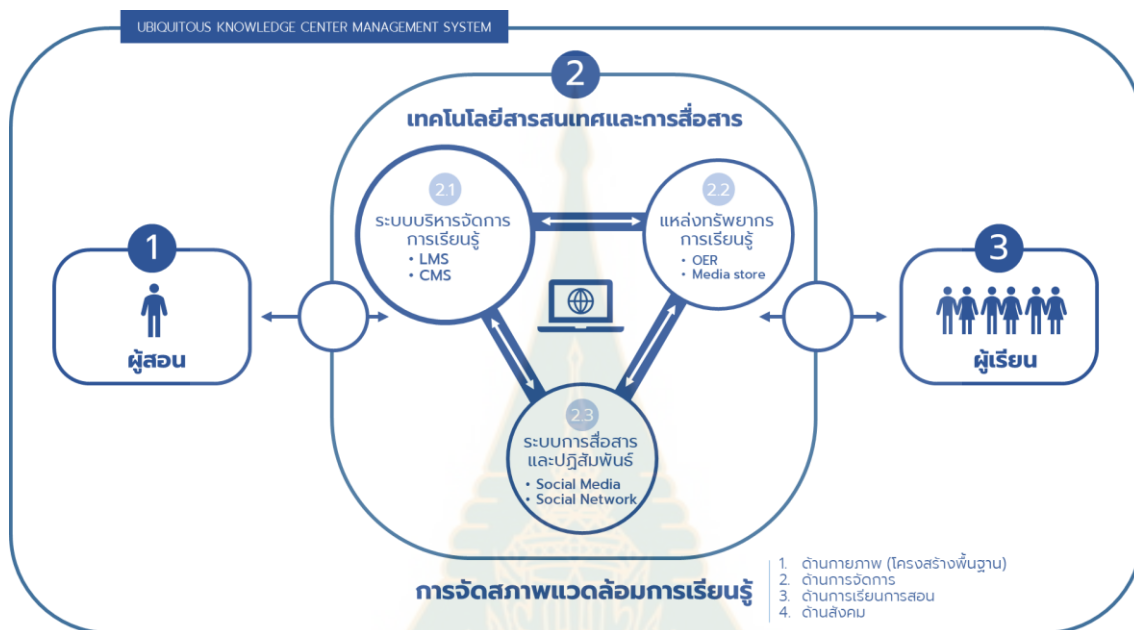 UBIQUITOUS KNOWLEDGE CENTER MANAGEMENT SYSTEM
2
เทคโนโลยีสารสนเทศและการสื่อสาร
2.1
ระบบบริหารจัดการ
การเรียนรู้
• LMS
• CMS
2.2
แหล่งทรัพยากร
การเรียนรู้
• OER
• Media store
1
ผู้สอน
3
ผู้เรียน
2.3
ระบบการสื่อสาร
และปฏิสัมพันธ์
• Social Media
• Social Network
การจัดสภาพแวดล้อมการเรียนรู้
1. ด้านกายภาพ (โครงสร้างพื้นฐาน)
2. ด้านการจัดการ
3. ด้านการเรียนการสอน
4. ด้านสังคม